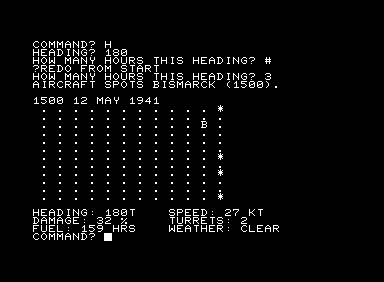 COMMAND? H
HEADING? 180
HOW MANY HOURS THIS HEADING? #
?REDO FROM START
HOW MANY HOURS THIS HEADING? 3
AIRCRAFT SPOTS BISMARCK (1500).
1500 12 MAY 1941
. . . . . . . . . . . *
. . . . . . . . . . . .
. . . . . . . . . . B .
. . . . . . . . . . . .
. . . . . . . . . . . .
. . . . . . . . . . . .
. . . . . . . . . . . *
. . . . . . . . . . . .
. . . . . . . . . . . *
. . . . . . . . . . . .
. . . . . . . . . . . .
. . . . . . . . . . . *
HEADING: 180T SPEED: 27 KT
DAMAGE: 32 % TURRETS: 2
FUEL: 159 HRS WEATHER: CLEAR
COMMAND?